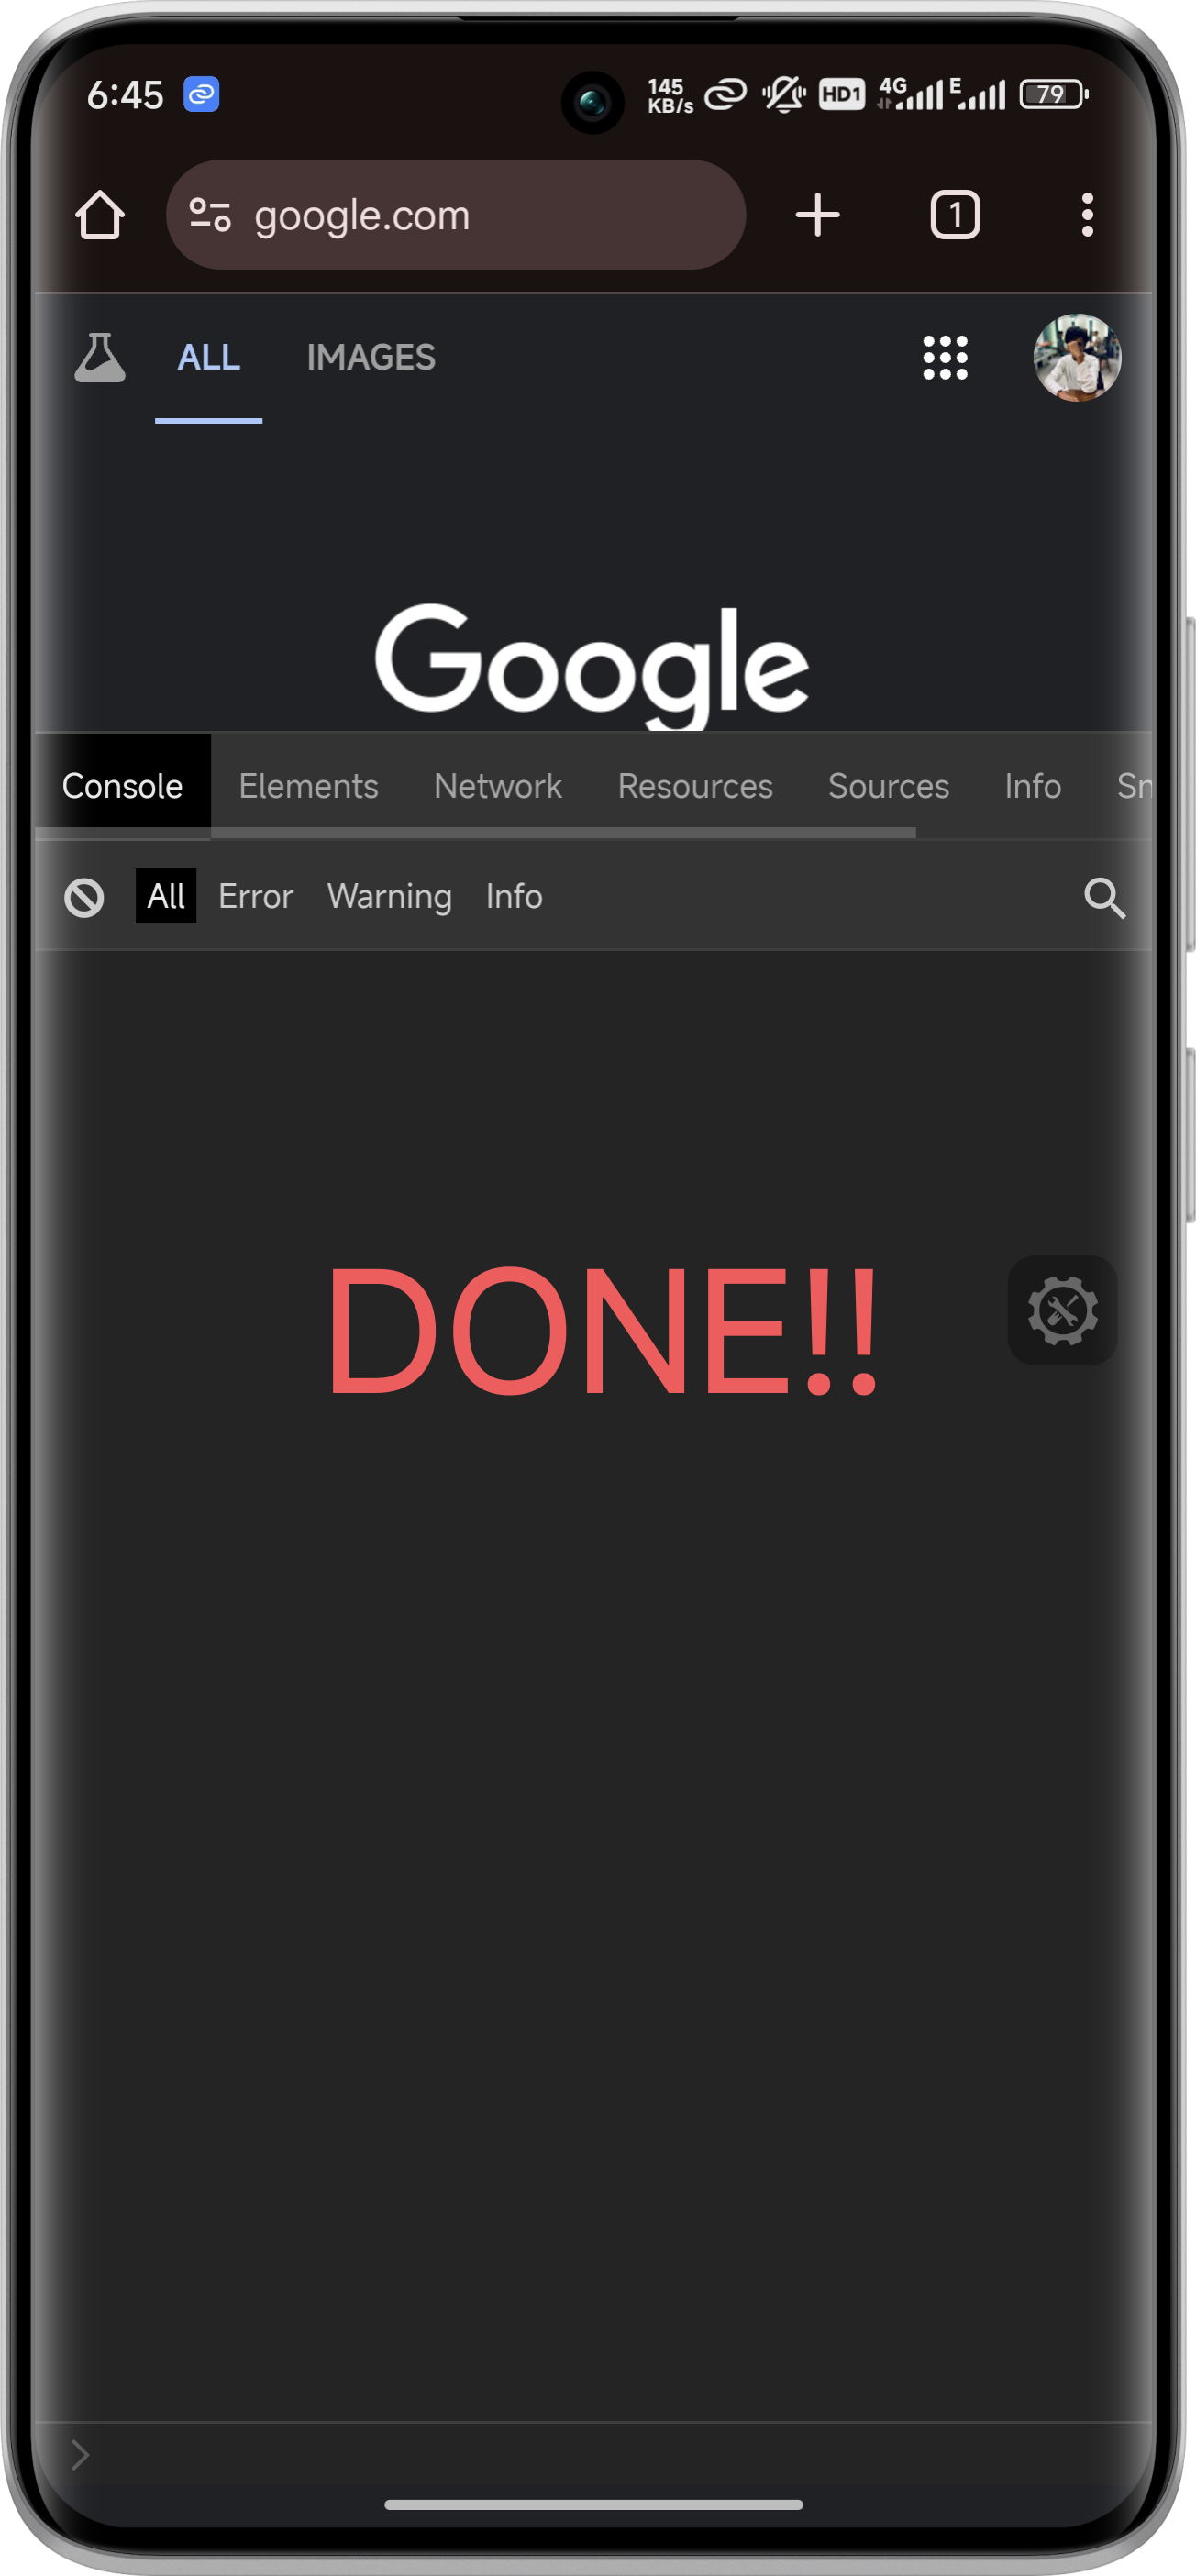 6:45 145 KB/s HD1 4G E 79
google.com 1
ALL IMAGES
Google
Console Elements Network Resources Sources Info Sn
All Error Warning Info
DONE!!